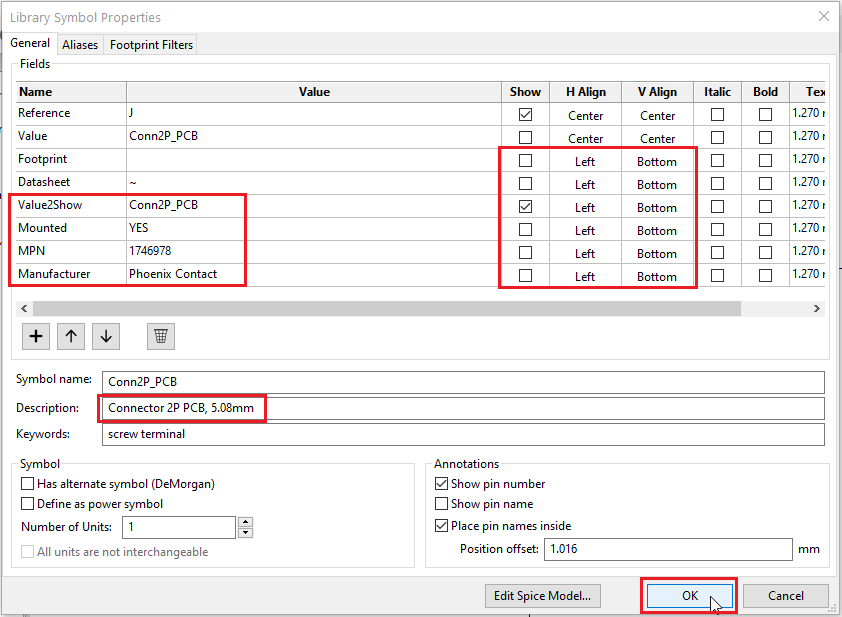 Library Symbol Properties
General Aliases Footprint Filters
Fields
Name Value Show H Align V Align Italic Bold
Reference J Center Center 1.270
Value Conn2P_PCB Center Center 1.270
Footprint Left Bottom 1.270
Datasheet ~ Left Bottom 1.270
Value2Show Conn2P_PCB Left Bottom 1.270
Mounted YES Left Bottom 1.270
MPN 1746978 Left Bottom 1.270
Manufacturer Phoenix Contact Left Bottom 1.270
Symbol name: Conn2P_PCB
Description: Connector 2P PCB, 5.08mm
Keywords: screw terminal
Symbol Annotations
Has alternate symbol (DeMorgan) Show pin number
Define as power symbol Show pin name
Number of Units: 1 Place pin names inside
All units are not interchangeable Position offset: 1.016 mm
Edit Spice Model... OK Cancel